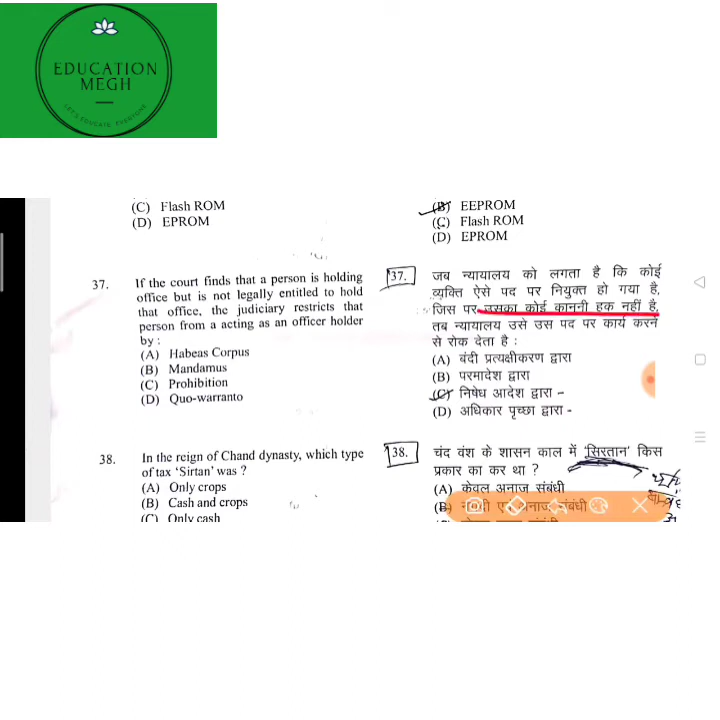 EDUCATION
MEGH
LET'S EDUCATE EVERYONE
(C) Flash ROM
(D) EPROM
37. If the court finds that a person is holding
office but is not legally entitled to hold
that office, the judiciary restricts that
person from a acting as an officer holder
by :
(A) Habeas Corpus
(B) Mandamus
(C) Prohibition
(D) Quo-warranto
38. In the reign of Chand dynasty, which type
of tax ‘Sirtan’ was ?
(A) Only crops
(B) Cash and crops
(C) Only cash
(B) EEPROM
(C) Flash ROM
(D) EPROM
37. जब न्यायालय को लगता है कि कोई
व्यक्ति ऐसे पद पर नियुक्त हो गया है,
जिस पर उसका कोई कानूनी हक नहीं है,
तब न्यायालय उसे उस पद पर कार्य करने
से रोक देता है :
(A) बंदी प्रत्यक्षीकरण द्वारा
(B) परमादेश द्वारा
(C) निषेध आदेश द्वारा -
(D) अधिकार पृच्छा द्वारा -
38. चंद वंश के शासन काल में ‘सिरतान’ किस
प्रकार का कर था ?
(A) केवल अनाज संबंधी
(B)